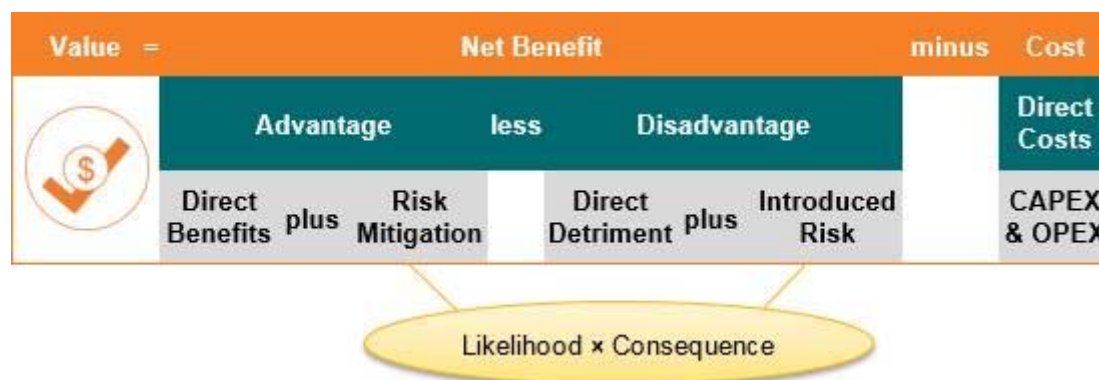 Value = Net Benefit minus Cost
$
Advantage less Disadvantage
Direct
Costs
Direct
Benefits
plus
Risk
Mitigation
Direct
Detriment
plus
Introduced
Risk
CAPEX
& OPEX
Likelihood × Consequence